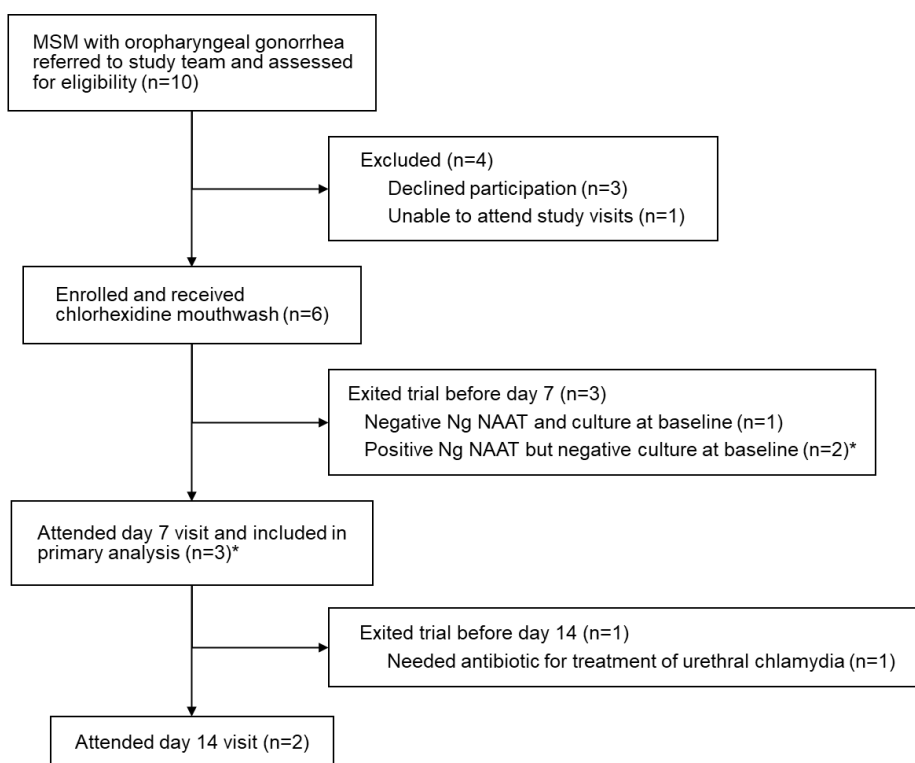 MSM with oropharyngeal gonorrhea
referred to study team and assessed
for eligibility (n=10)
Excluded (n=4)
Declined participation (n=3)
Unable to attend study visits (n=1)
Enrolled and received
chlorhexidine mouthwash (n=6)
Exited trial before day 7 (n=3)
Negative Ng NAAT and culture at baseline (n=1)
Positive Ng NAAT but negative culture at baseline (n=2)*
Attended day 7 visit and included in
primary analysis (n=3)*
Exited trial before day 14 (n=1)
Needed antibiotic for treatment of urethral chlamydia (n=1)
Attended day 14 visit (n=2)